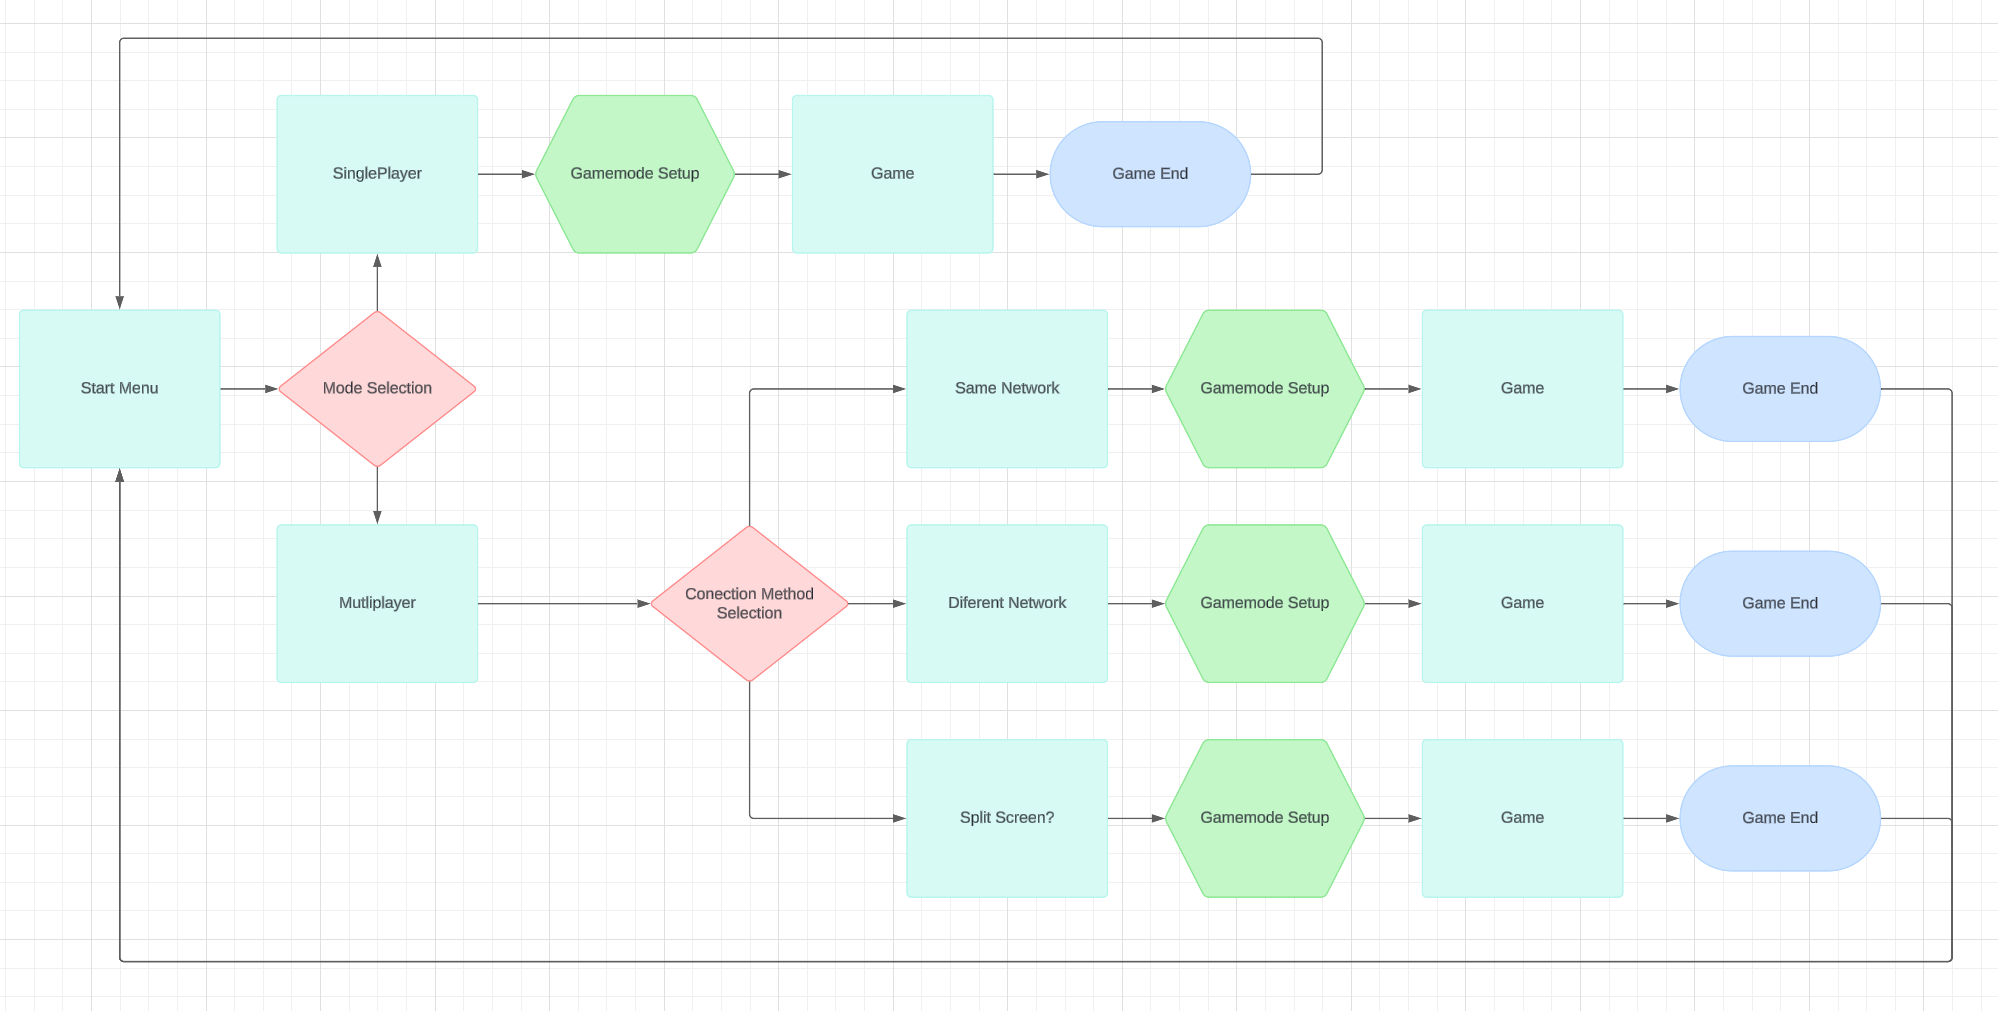 SinglePlayer
Gamemode Setup
Game
Game End
Start Menu
Mode Selection
Same Network
Gamemode Setup
Game
Game End
Mutliplayer
Conection Method
Selection
Diferent Network
Gamemode Setup
Game
Game End
Split Screen?
Gamemode Setup
Game
Game End